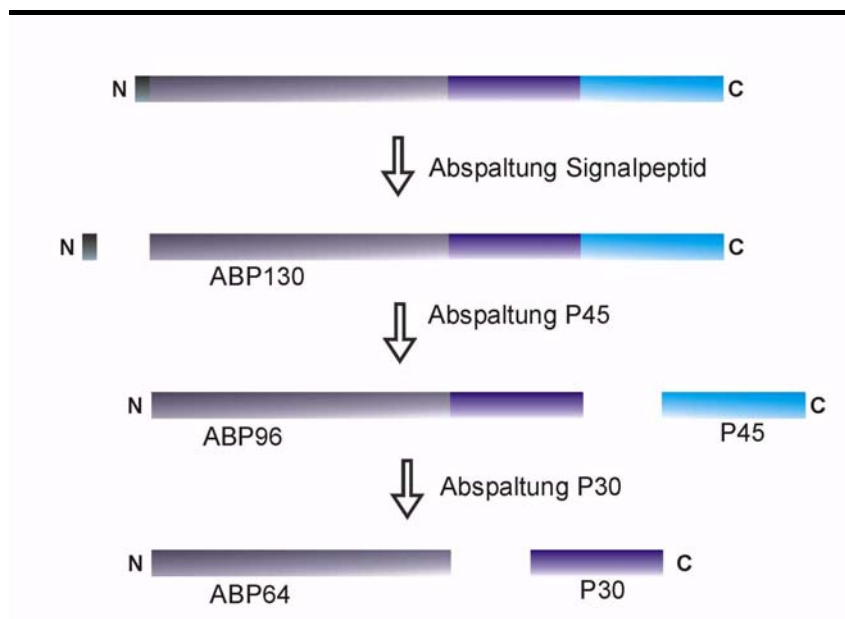 N C
Abspaltung Signalpeptid
N C
ABP130
Abspaltung P45
N C
ABP96 P45
Abspaltung P30
N C
ABP64 P30